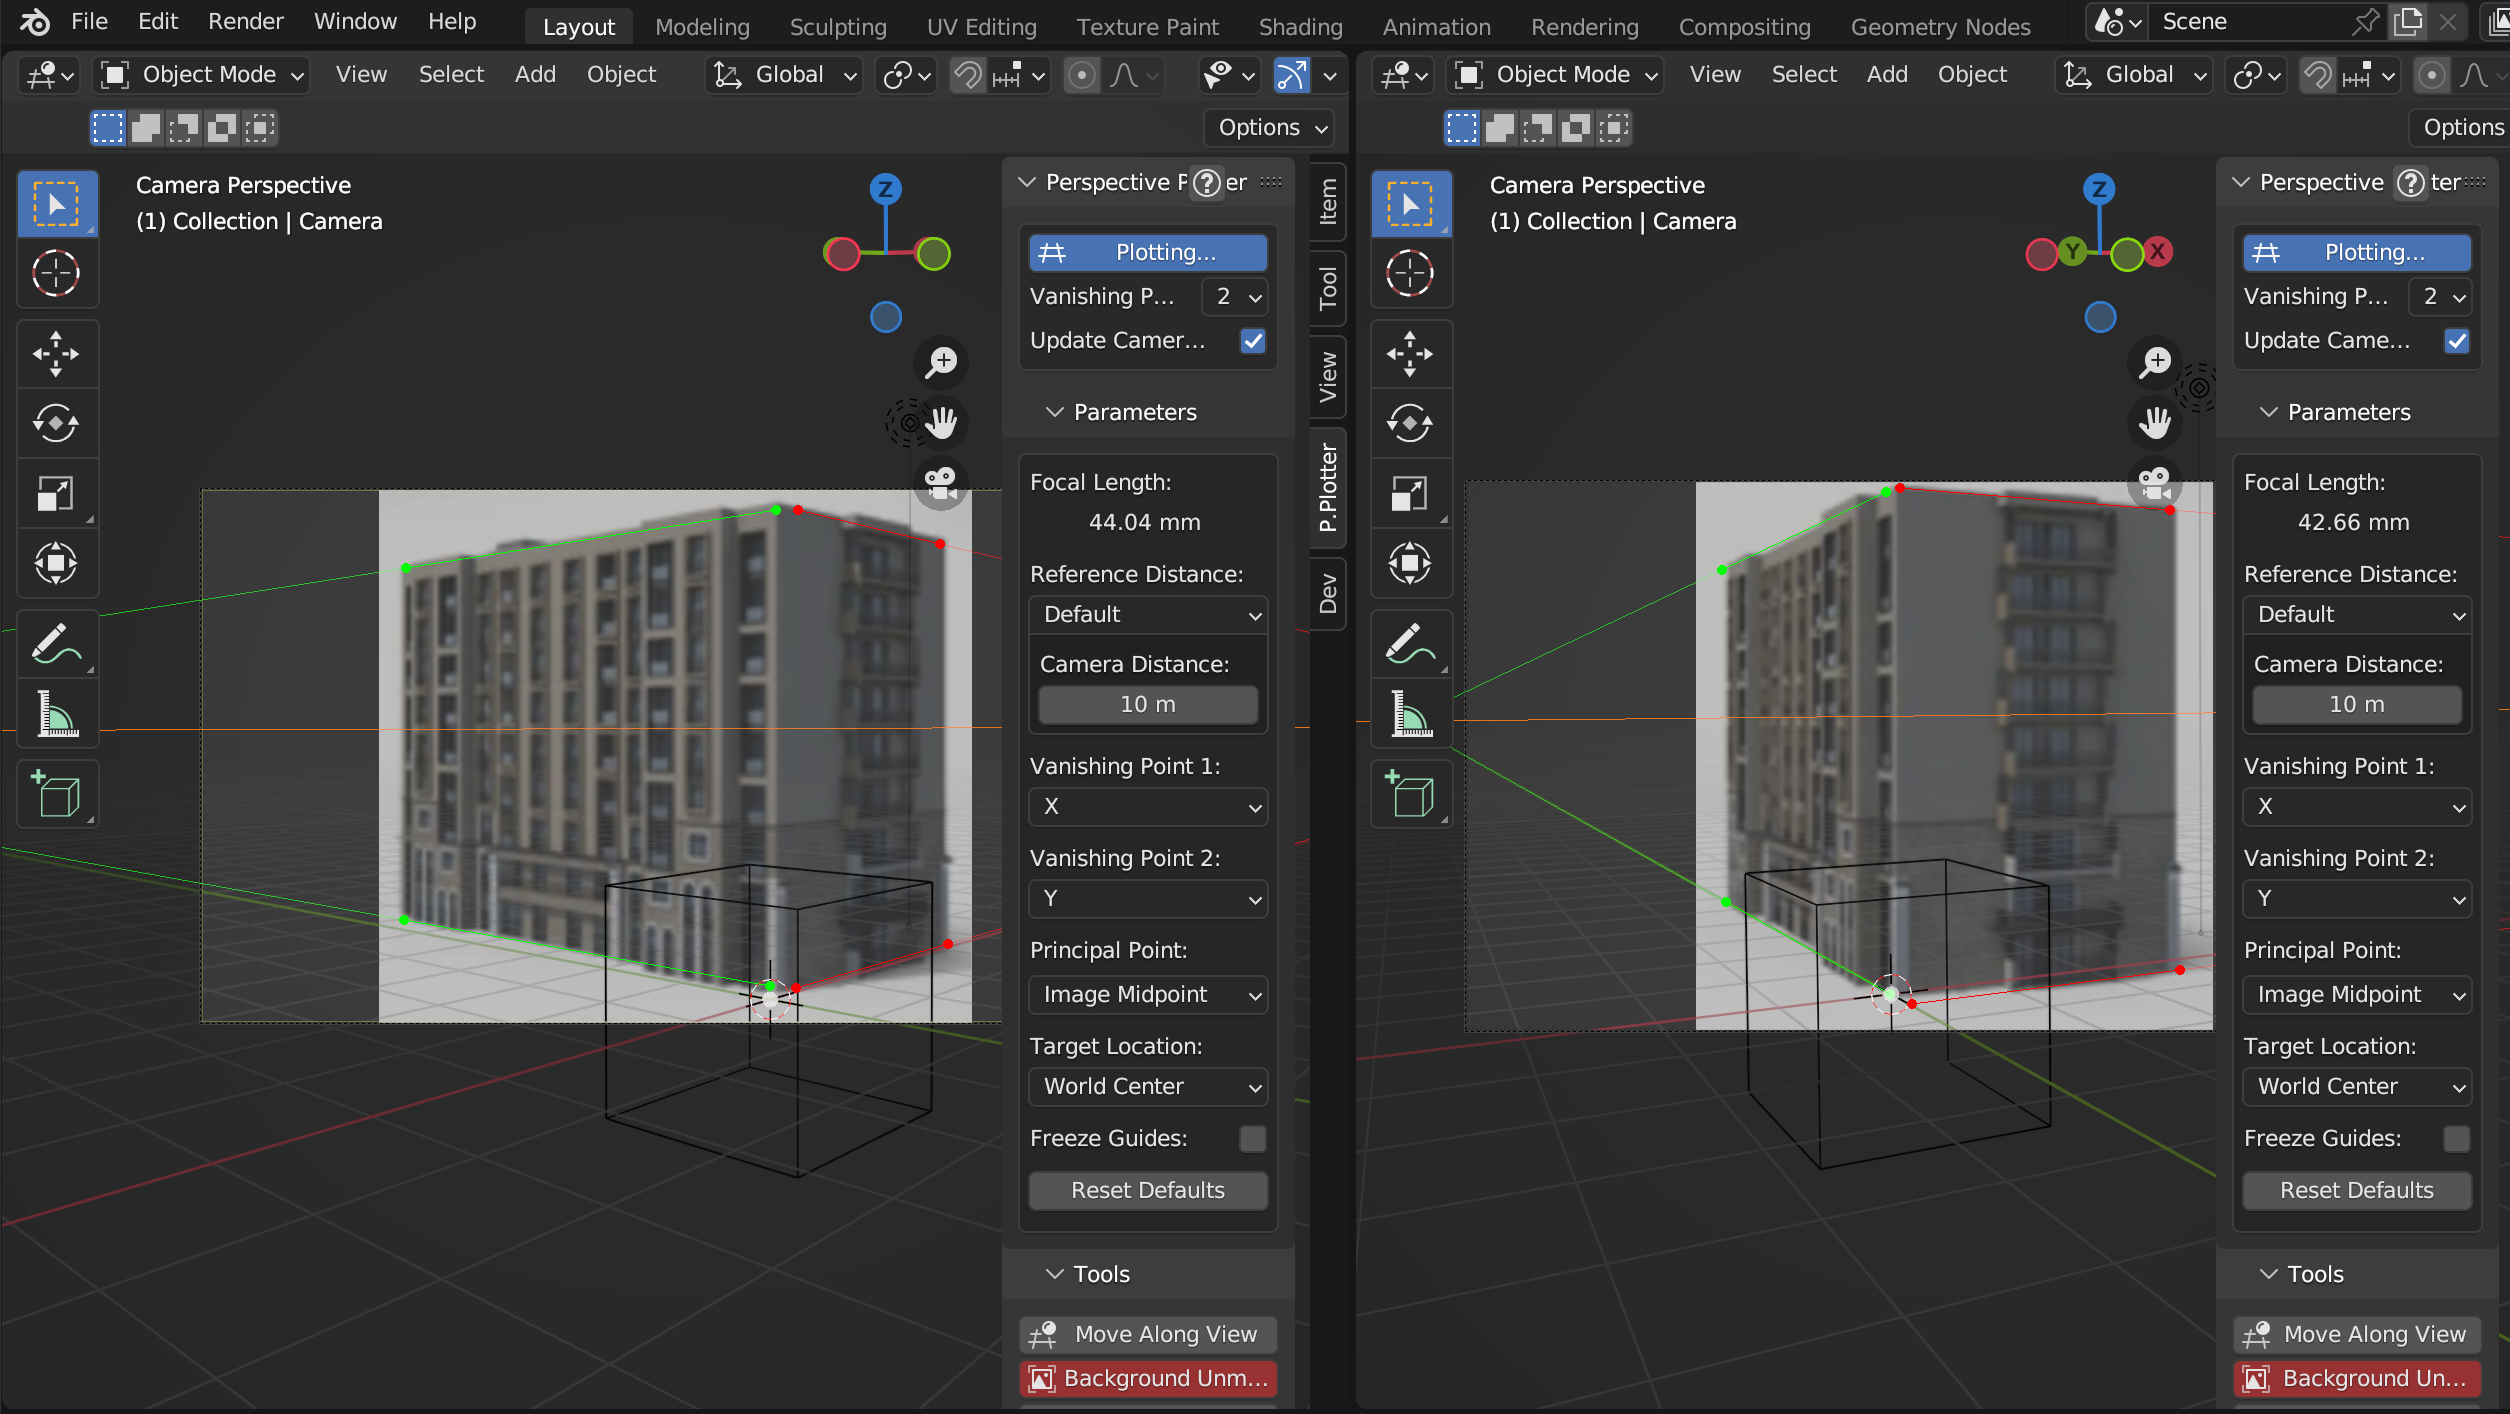 File Edit Render Window Help Layout Modeling Sculpting UV Editing Texture Paint Shading Animation Rendering Compositing Geometry Nodes Scene
Object Mode View Select Add Object Global
Options
Camera Perspective
(1) Collection | Camera
Z
Perspective P er
Plotting...
Vanishing P... 2
Update Camer...
Parameters
Focal Length:
44.04 mm
Reference Distance:
Default
Camera Distance:
10 m
Vanishing Point 1:
X
Vanishing Point 2:
Y
Principal Point:
Image Midpoint
Target Location:
World Center
Freeze Guides:
Reset Defaults
Tools
Move Along View
Background Unm...
Item
Tool
View
P.Plotter
Dev
Object Mode View Select Add Object Global
Options
Camera Perspective
(1) Collection | Camera
Z
Y X
Perspective ter
Plotting...
Vanishing P... 2
Update Came...
Parameters
Focal Length:
42.66 mm
Reference Distance:
Default
Camera Distance:
10 m
Vanishing Point 1:
X
Vanishing Point 2:
Y
Principal Point:
Image Midpoint
Target Location:
World Center
Freeze Guides:
Reset Defaults
Tools
Move Along View
Background Un...